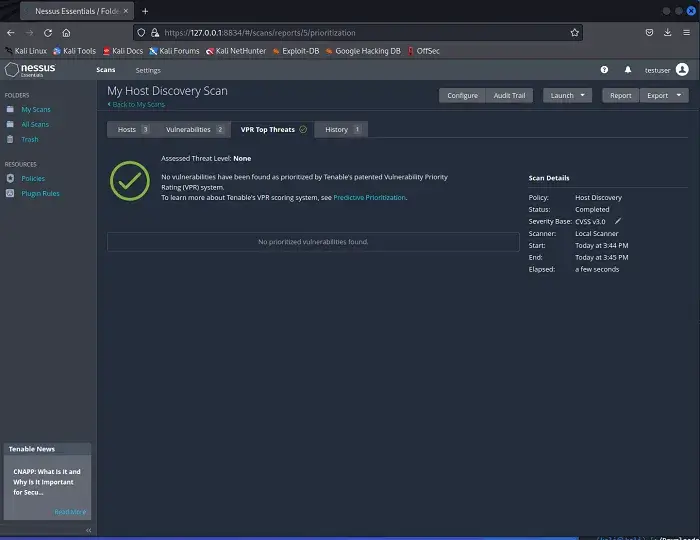 Nessus Essentials / Folde
https://127.0.0.1:8834/#/scans/reports/5/prioritization
Kali Linux Kali Tools Kali Docs Kali Forums Kali NetHunter Exploit-DB Google Hacking DB OffSec
nessus
Essentials
Scans Settings
testuser
FOLDERS
My Scans
All Scans
Trash
RESOURCES
Policies
Plugin Rules
My Host Discovery Scan
Back to My Scans
Configure Audit Trail Launch Report Export
Hosts 3 Vulnerabilities 2 VPR Top Threats History 1
Assessed Threat Level: None
No vulnerabilities have been found as prioritized by Tenable's patented Vulnerability Priority
Rating (VPR) system.
To learn more about Tenable's VPR scoring system, see Predictive Prioritization.
No prioritized vulnerabilities found.
Scan Details
Policy: Host Discovery
Status: Completed
Severity Base: CVSS v3.0
Scanner: Local Scanner
Start: Today at 3:44 PM
End: Today at 3:45 PM
Elapsed: a few seconds
Tenable News
CNAPP: What Is It and
Why Is It Important
for Secu...
Read More